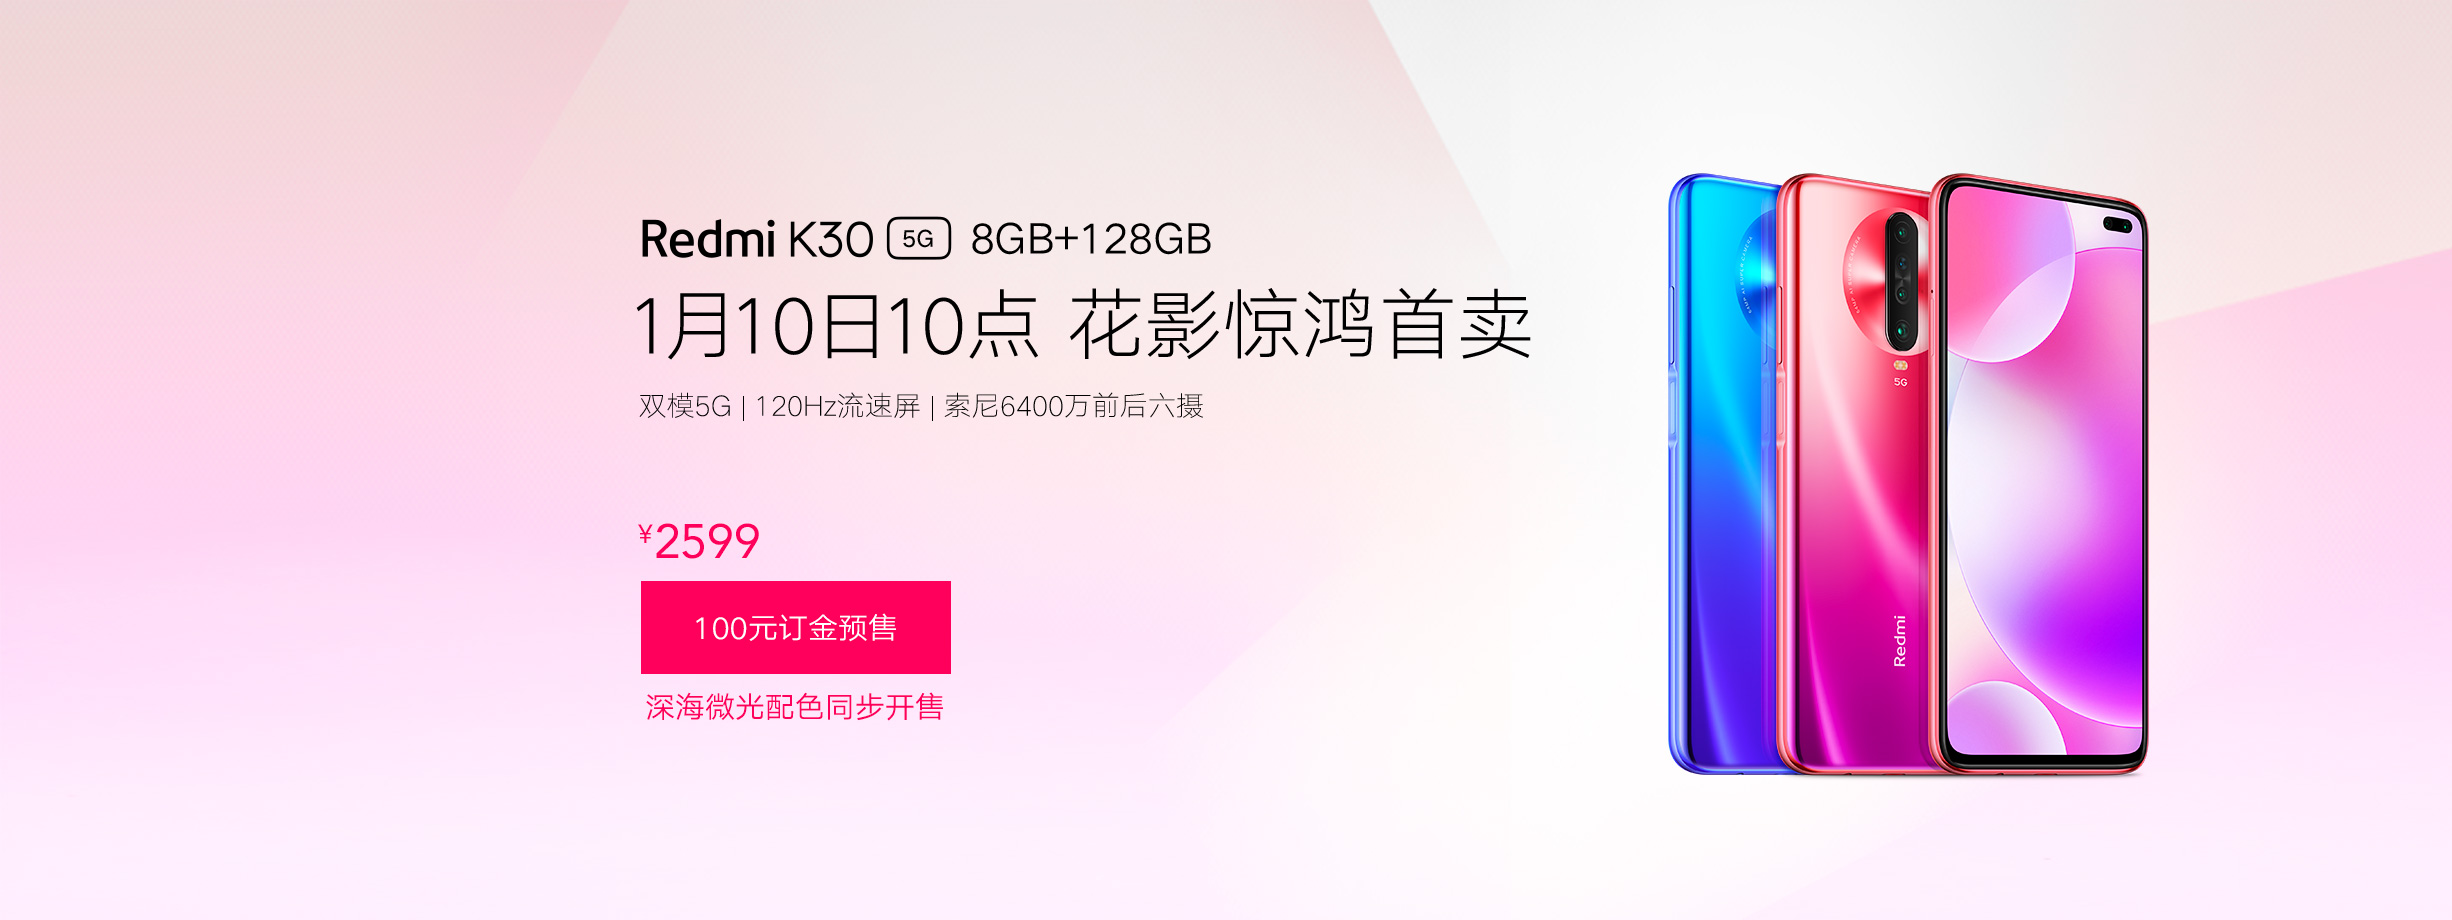 Redmi K30 5G 8GB+128GB
1月10日10点 花影惊鸿首卖
双模5G | 120Hz流速屏 | 索尼6400万前后六摄
¥2599
100元订金预售
深海微光配色同步开售
5G
Redmi